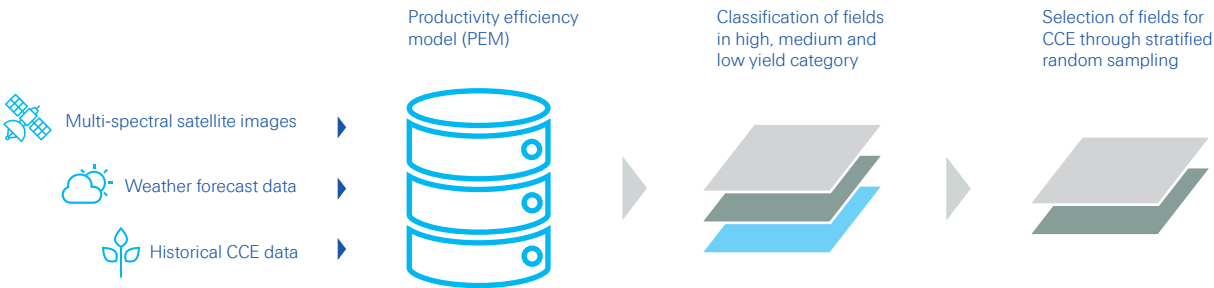 Productivity efficiency
model (PEM)
Classification of fields
in high, medium and
low yield category
Selection of fields for
CCE through stratified
random sampling
Multi-spectral satellite images
Weather forecast data
Historical CCE data